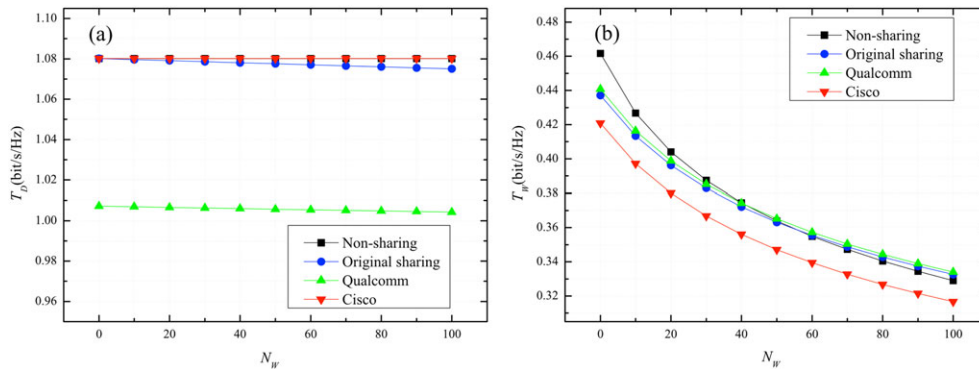 (a)
1.10
1.08
1.06
1.04
1.02
1.00
0.98
0.96
T_D(bit/s/Hz)
Non-sharing
Original sharing
Qualcomm
Cisco
0 20 40 60 80 100
N_W
(b)
0.48
0.46
0.44
0.42
0.40
0.38
0.36
0.34
0.32
T_W(bit/s/Hz)
Non-sharing
Original sharing
Qualcomm
Cisco
0 20 40 60 80 100
N_W